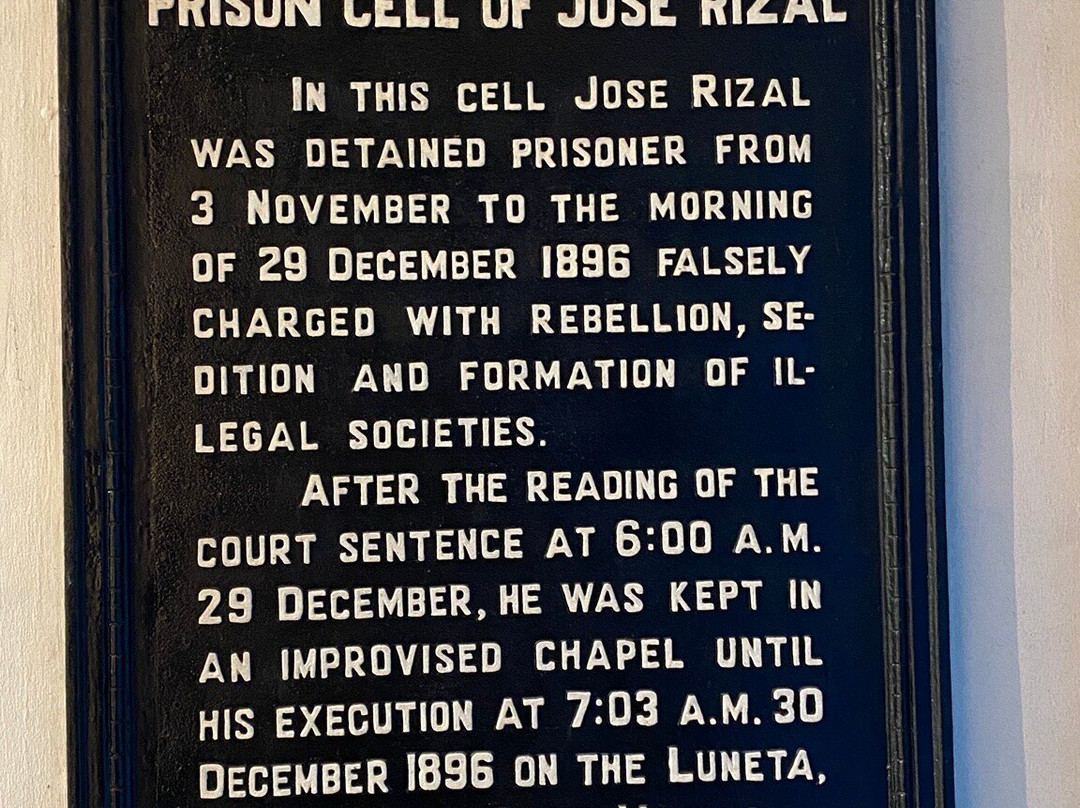 PRISON CELL OF JOSE RIZAL
IN THIS CELL JOSE RIZAL
WAS DETAINED PRISONER FROM
3 NOVEMBER TO THE MORNING
OF 29 DECEMBER 1896 FALSELY
CHARGED WITH REBELLION, SE-
DITION AND FORMATION OF IL-
LEGAL SOCIETIES.
AFTER THE READING OF THE
COURT SENTENCE AT 6:00 A.M.
29 DECEMBER, HE WAS KEPT IN
AN IMPROVISED CHAPEL UNTIL
HIS EXECUTION AT 7:03 A.M. 30
DECEMBER 1896 ON THE LUNETA,